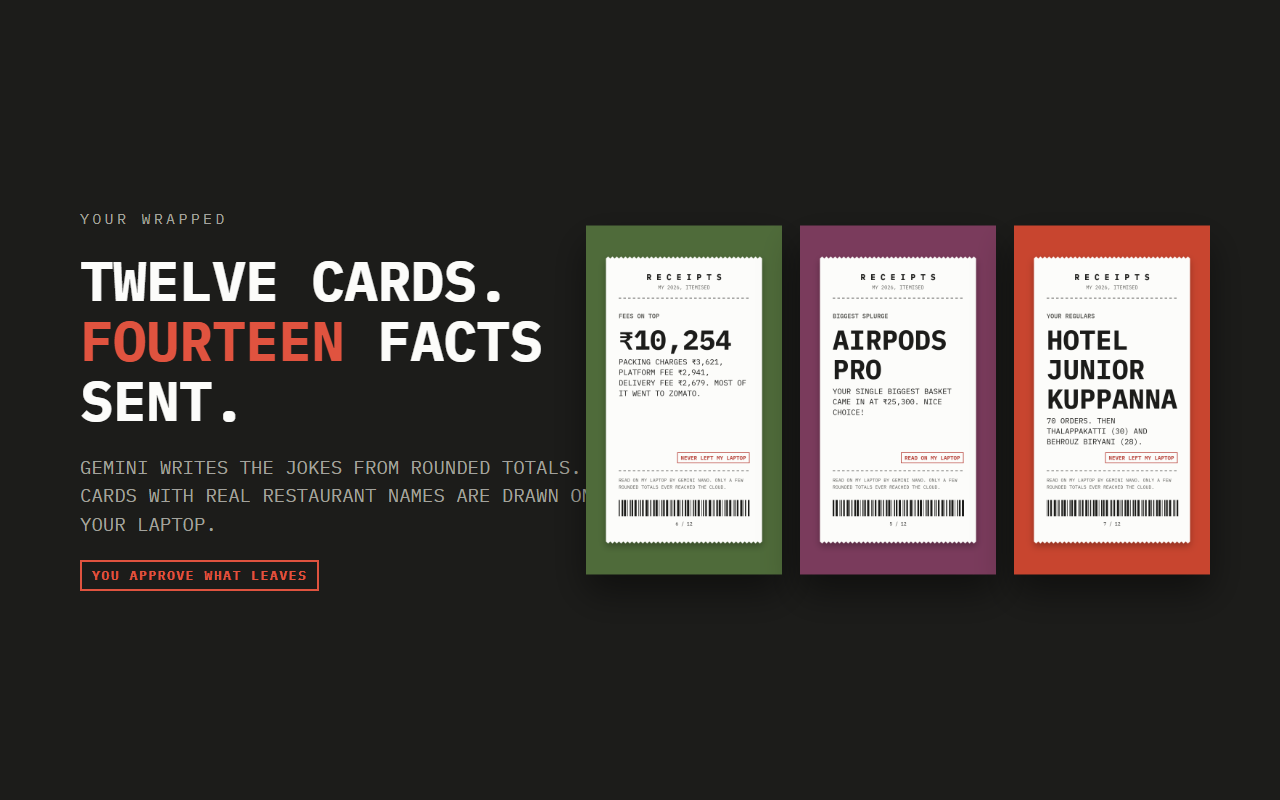 YOUR WRAPPED
TWELVE CARDS.
FOURTEEN FACTS
SENT.
GEMINI WRITES THE JOKES FROM ROUNDED TOTALS.
CARDS WITH REAL RESTAURANT NAMES ARE DRAWN ON
YOUR LAPTOP.
YOU APPROVE WHAT LEAVES
RECEIPTS
MY 2026, ITEMISED
FEES ON TOP
₹10,254
PACKING CHARGES ₹3,621,
PLATFORM FEE ₹2,941,
DELIVERY FEE ₹2,679. MOST OF
IT WENT TO ZOMATO.
NEVER LEFT MY LAPTOP
READ ON MY LAPTOP BY GEMINI NANO. ONLY A FEW
ROUNDED TOTALS EVER REACHED THE CLOUD.
6 / 12
RECEIPTS
MY 2026, ITEMISED
BIGGEST SPLURGE
AIRPODS
PRO
YOUR SINGLE BIGGEST BASKET
CAME IN AT ₹25,300. NICE
CHOICE!
READ ON MY LAPTOP
READ ON MY LAPTOP BY GEMINI NANO. ONLY A FEW
ROUNDED TOTALS EVER REACHED THE CLOUD.
5 / 12
RECEIPTS
MY 2026, ITEMISED
YOUR REGULARS
HOTEL
JUNIOR
KUPPANNA
70 ORDERS. THEN
THALAPPAKATTI (30) AND
BEHROUZ BIRYANI (28).
NEVER LEFT MY LAPTOP
READ ON MY LAPTOP BY GEMINI NANO. ONLY A FEW
ROUNDED TOTALS EVER REACHED THE CLOUD.
7 / 12